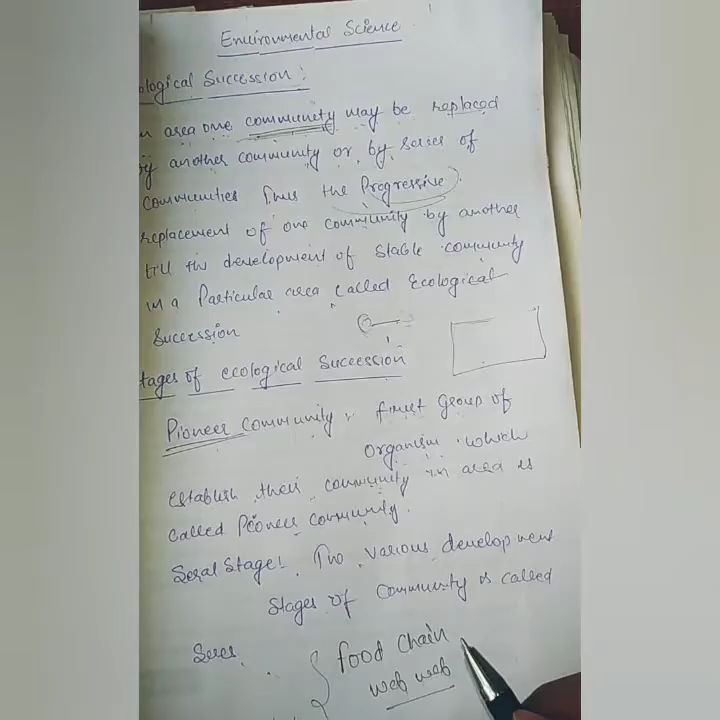 Environmental Science
ological Succession:
an area one community may be replaced
by another community or by series of
communities Thus the Progressive
replacement of one community by another
till the development of stable community
in a Particular area called Ecological
Succession
tages of ecological Succession
Pioneer Community: first Group of
organism which
establish their community in area is
called Pioneer community.
Seral Stage: The various development
stages of community is called
Seres
food chain
web web